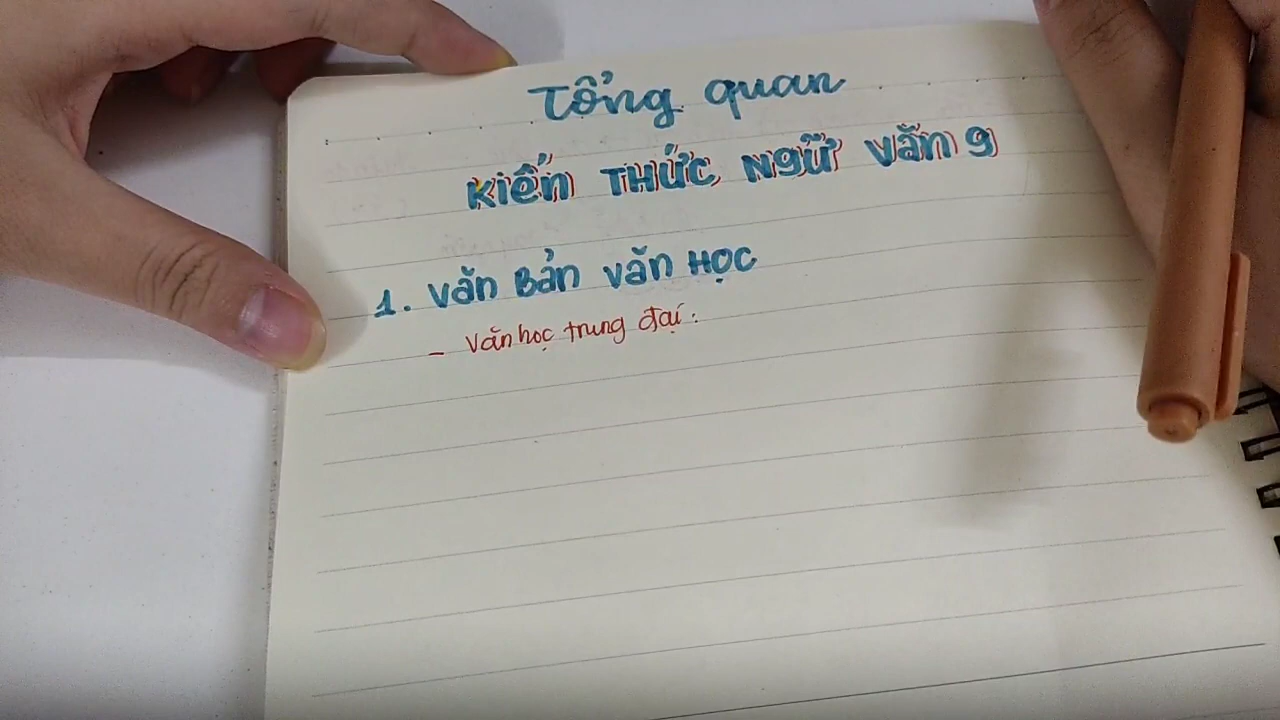 Tổng quan
KIẾN THỨC NGỮ VĂN 9
1. VĂN BẢN VĂN HỌC
- Văn học trung đại: